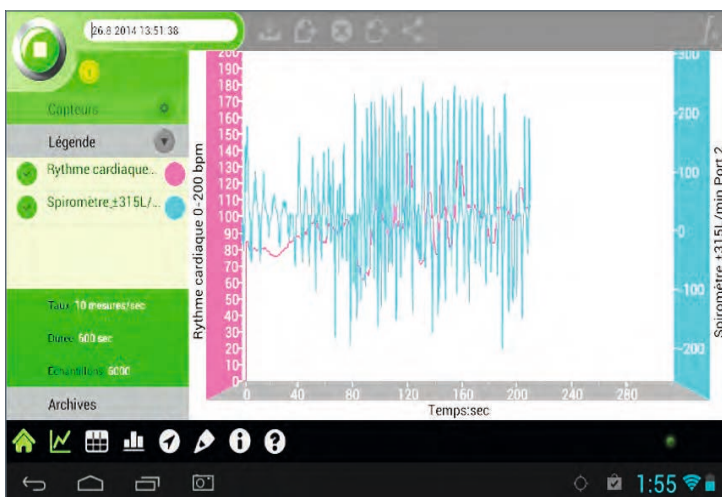 26.8.2014 13:51:38
Capteurs
Légende
Rythme cardiaque...
Spiromètre ±315L/...
Taux: 10 mesures/sec
Durée: 600 sec
Échantillons: 6000
Archives
Rythme cardiaque 0-200 bpm
200
190
180
170
160
150
140
130
120
110
100
90
80
70
60
50
40
30
20
10
0
0 40 80 120 160 200 240 280
Temps:sec
300
200
100
0
-100
-200
Spiromètre ±315L/min Port 2
1:55